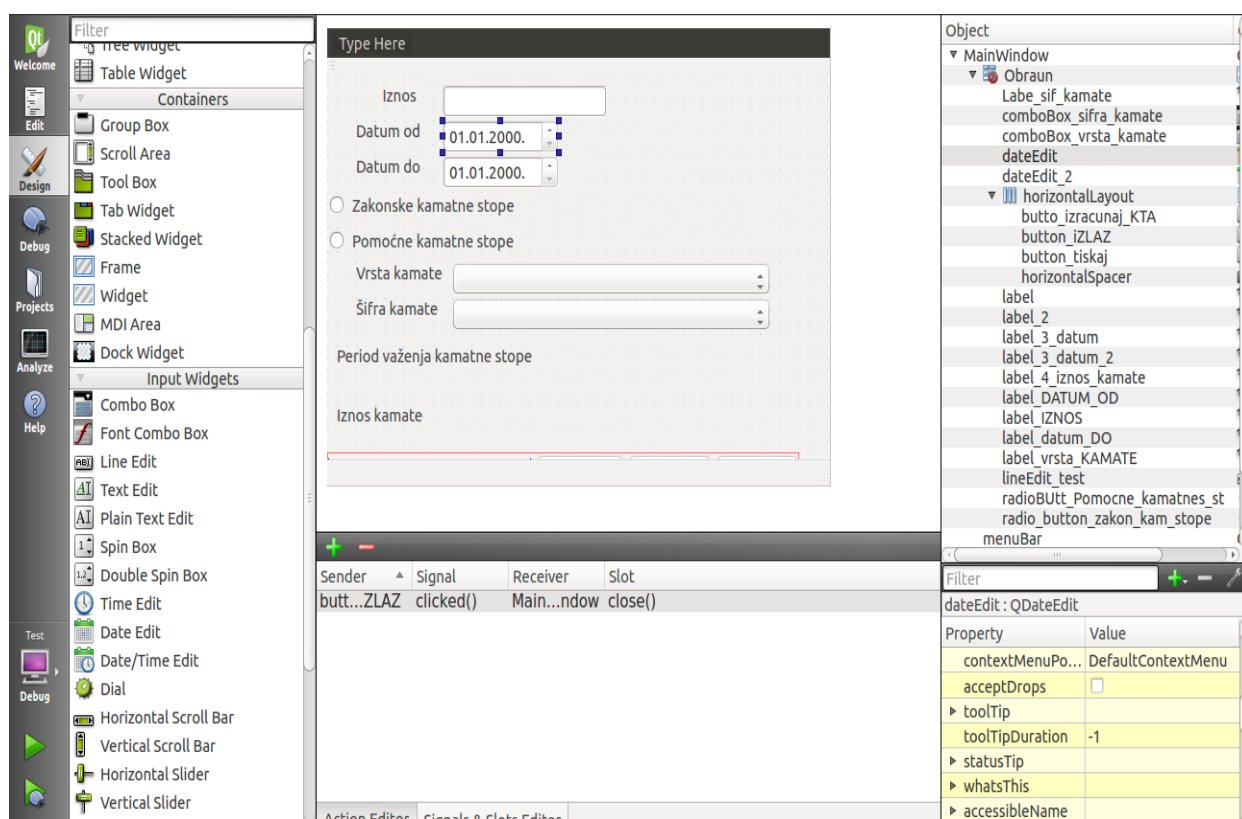 Qt
Welcome
Edit
Design
Debug
Projects
Analyze
Help
Test
Debug
Filter
Tree Widget
Table Widget
Containers
Group Box
Scroll Area
Tool Box
Tab Widget
Stacked Widget
Frame
Widget
MDI Area
Dock Widget
Input Widgets
Combo Box
Font Combo Box
Line Edit
Text Edit
Plain Text Edit
Spin Box
Double Spin Box
Time Edit
Date Edit
Date/Time Edit
Dial
Horizontal Scroll Bar
Vertical Scroll Bar
Horizontal Slider
Vertical Slider
Type Here
Iznos
Datum od 01.01.2000.
Datum do 01.01.2000.
Zakonske kamatne stope
Pomoćne kamatne stope
Vrsta kamate
Šifra kamate
Period važenja kamatne stope
Iznos kamate
Sender Signal Receiver Slot
butt...ZLAZ clicked() Main...ndow close()
Action Editor Signals & Slots Editor
Object
MainWindow
Obraun
Labe_sif_kamate
comboBox_sifra_kamate
comboBox_vrsta_kamate
dateEdit
dateEdit_2
horizontalLayout
butto_izracunaj_KTA
button_iZLAZ
button_tiskaj
horizontalSpacer
label
label_2
label_3_datum
label_3_datum_2
label_4_iznos_kamate
label_DATUM_OD
label_IZNOS
label_datum_DO
label_vrsta_KAMATE
lineEdit_test
radioBUtt_Pomocne_kamatnes_st
radio_button_zakon_kam_stope
menuBar
Filter
dateEdit : QDateEdit
Property Value
contextMenuPo... DefaultContextMenu
acceptDrops
toolTip
toolTipDuration -1
statusTip
whatsThis
accessibleName